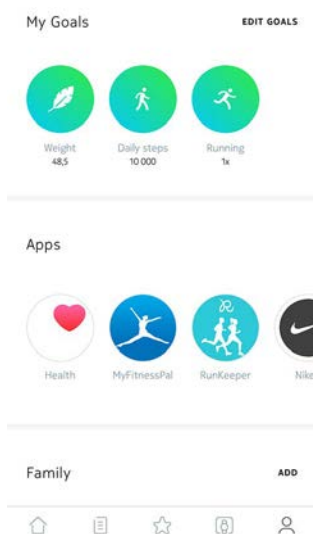 My Goals
EDIT GOALS
Weight
48,5
Daily steps
10 000
Running
1x
Apps
Health
MyFitnessPal
RunKeeper
Nike
Family
ADD